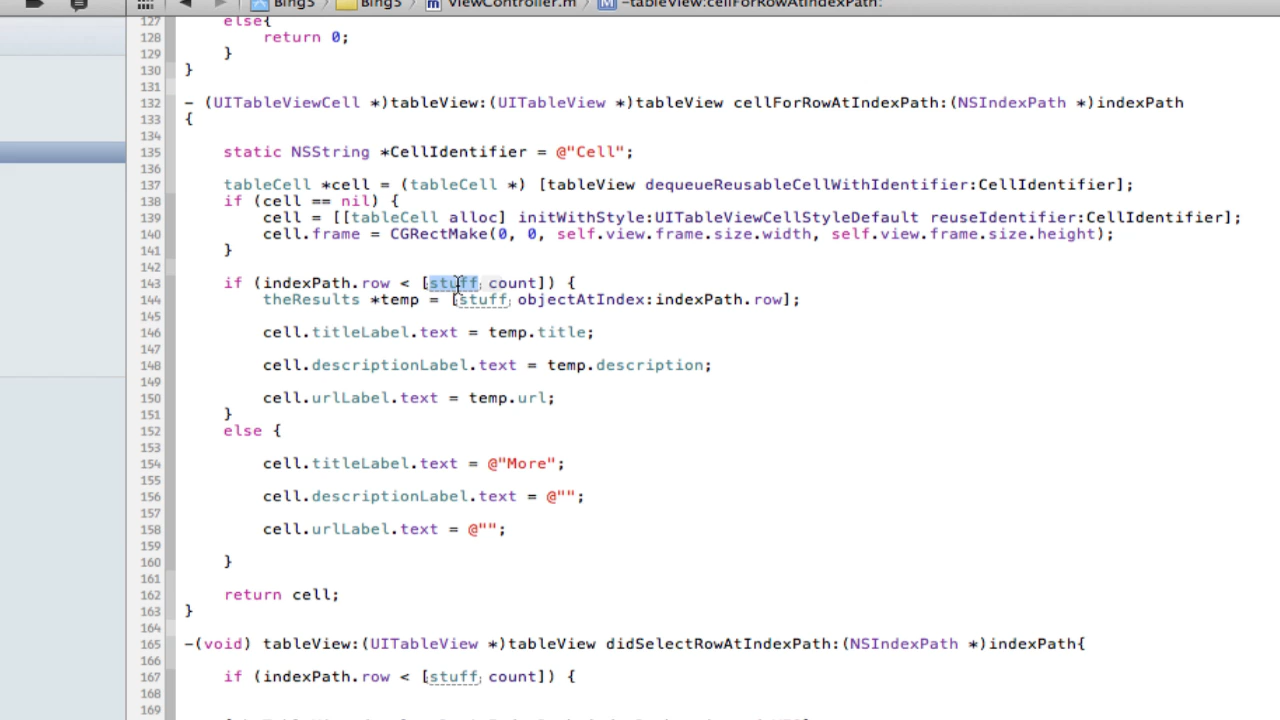 Bing5 Bing5 ViewController.m M -tableView:cellForRowAtIndexPath:
127 else{
128 return 0;
129 }
130 }
131
132 - (UITableViewCell *)tableView:(UITableView *)tableView cellForRowAtIndexPath:(NSIndexPath *)indexPath
133 {
134
135 static NSString *CellIdentifier = @"Cell";
136
137 tableCell *cell = (tableCell *) [tableView dequeueReusableCellWithIdentifier:CellIdentifier];
138 if (cell == nil) {
139 cell = [[tableCell alloc] initWithStyle:UITableViewCellStyleDefault reuseIdentifier:CellIdentifier];
140 cell.frame = CGRectMake(0, 0, self.view.frame.size.width, self.view.frame.size.height);
141 }
142
143 if (indexPath.row < [stuff count]) {
144 theResults *temp = [stuff objectAtIndex:indexPath.row];
145
146 cell.titleLabel.text = temp.title;
147
148 cell.descriptionLabel.text = temp.description;
149
150 cell.urlLabel.text = temp.url;
151 }
152 else {
153
154 cell.titleLabel.text = @"More";
155
156 cell.descriptionLabel.text = @"";
157
158 cell.urlLabel.text = @"";
159
160 }
161
162 return cell;
163 }
164
165 -(void) tableView:(UITableView *)tableView didSelectRowAtIndexPath:(NSIndexPath *)indexPath{
166
167 if (indexPath.row < [stuff count]) {
168
169